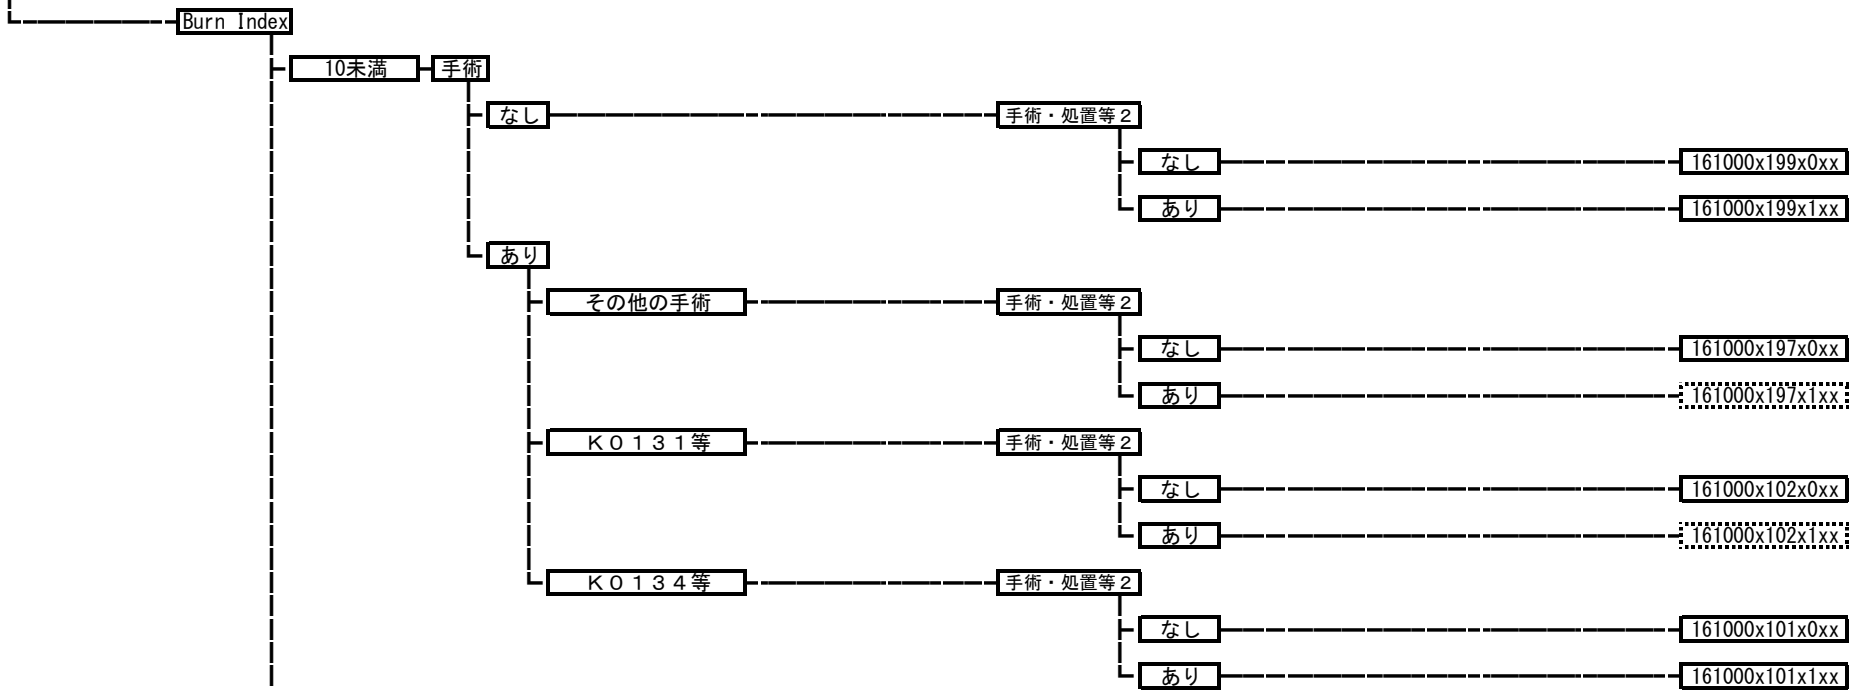 Burn Index
10未満 手術
なし 手術・処置等２
なし 161000x199x0xx
あり 161000x199x1xx
あり
その他の手術 手術・処置等２
なし 161000x197x0xx
あり 161000x197x1xx
Ｋ０１３１等 手術・処置等２
なし 161000x102x0xx
あり 161000x102x1xx
Ｋ０１３４等 手術・処置等２
なし 161000x101x0xx
あり 161000x101x1xx